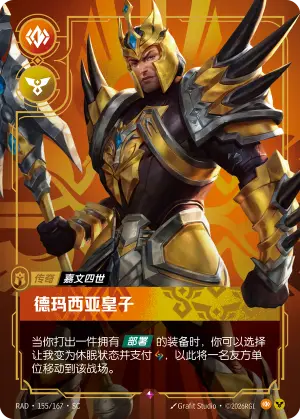 传奇 嘉文四世
德玛西亚皇子
当你打出一件拥有 部署 的装备时，你可以选择
让我变为休眠状态并支付 ，以此将一名友方单
位移动到该战场。
RAD · 155/167 · SC
Grafit Studio · ©2026RGI